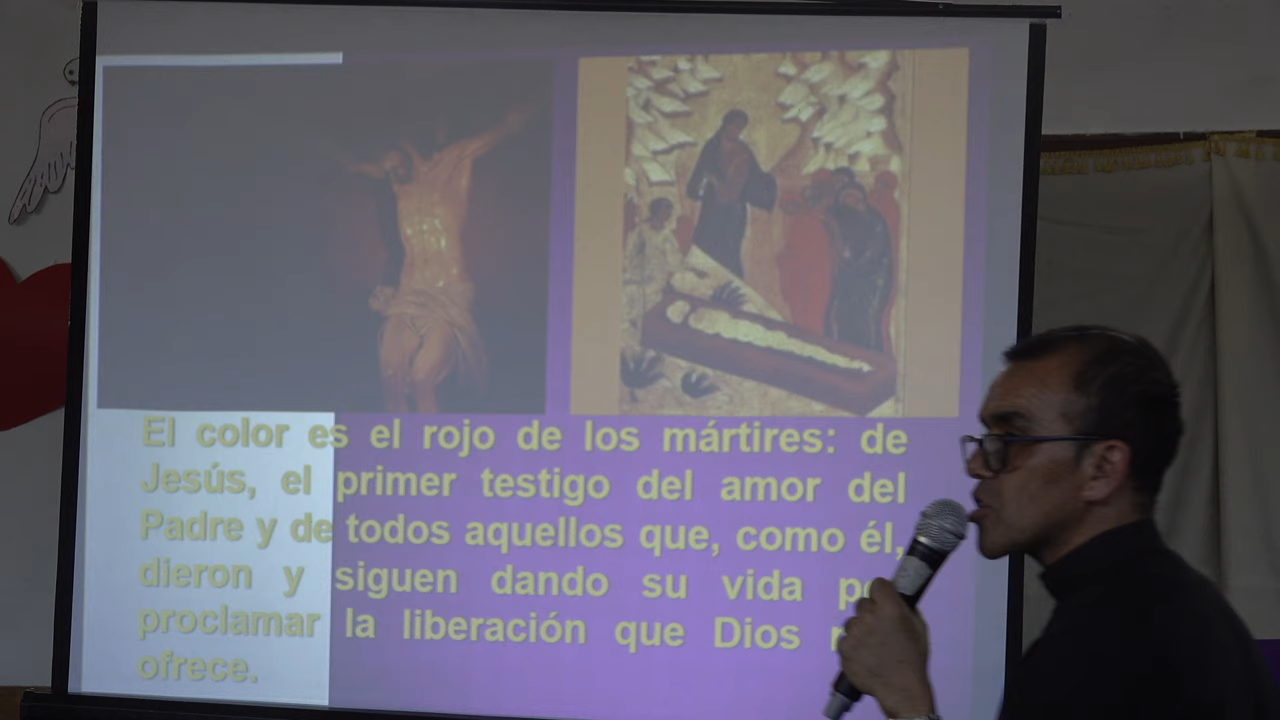 El color es el rojo de los mártires: de
Jesús, el primer testigo del amor del
Padre y de todos aquellos que, como él,
dieron y siguen dando su vida
proclamar la liberación que Dios
ofrece.